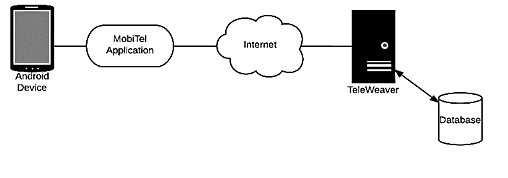 Android
Device
MobiTel
Application
Internet
TeleWeaver
Database